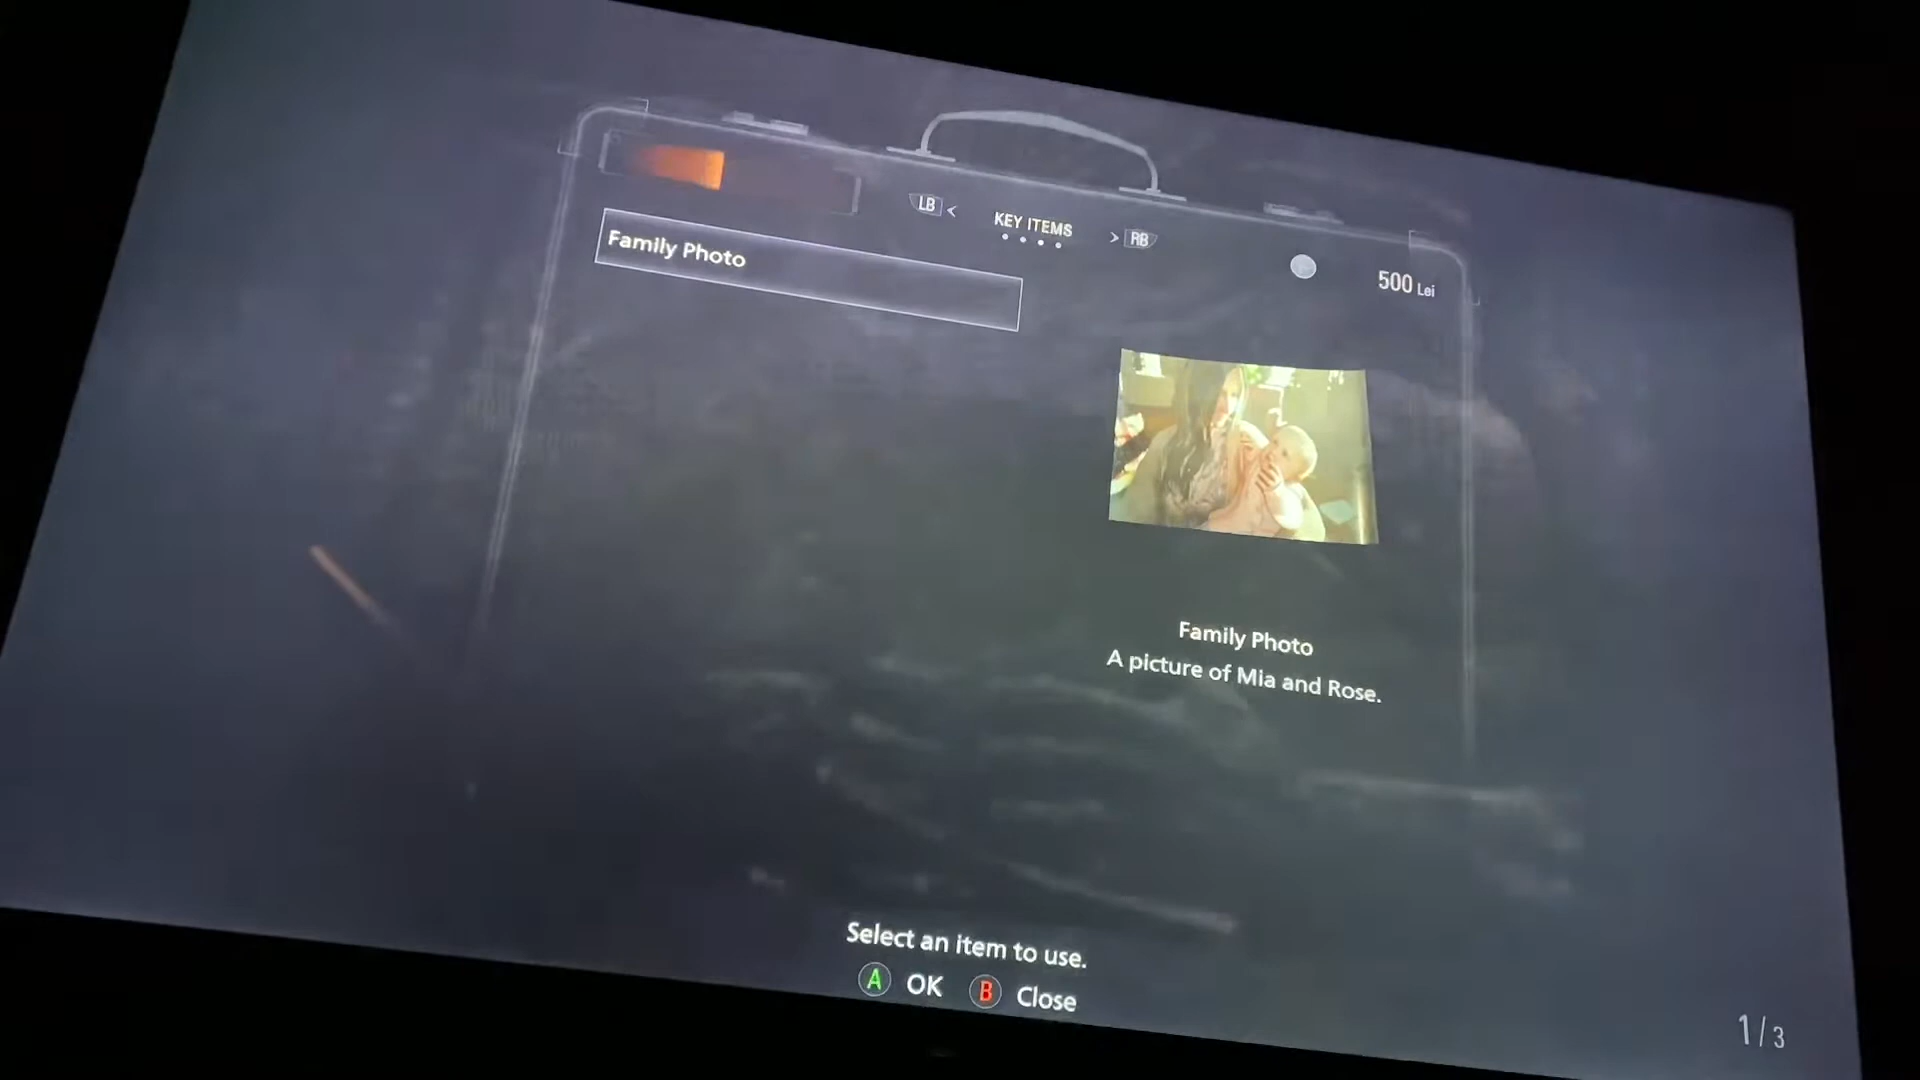 LB < KEY ITEMS > RB
500 Lei
Family Photo
Family Photo
A picture of Mia and Rose.
Select an item to use.
A OK B Close
1/3